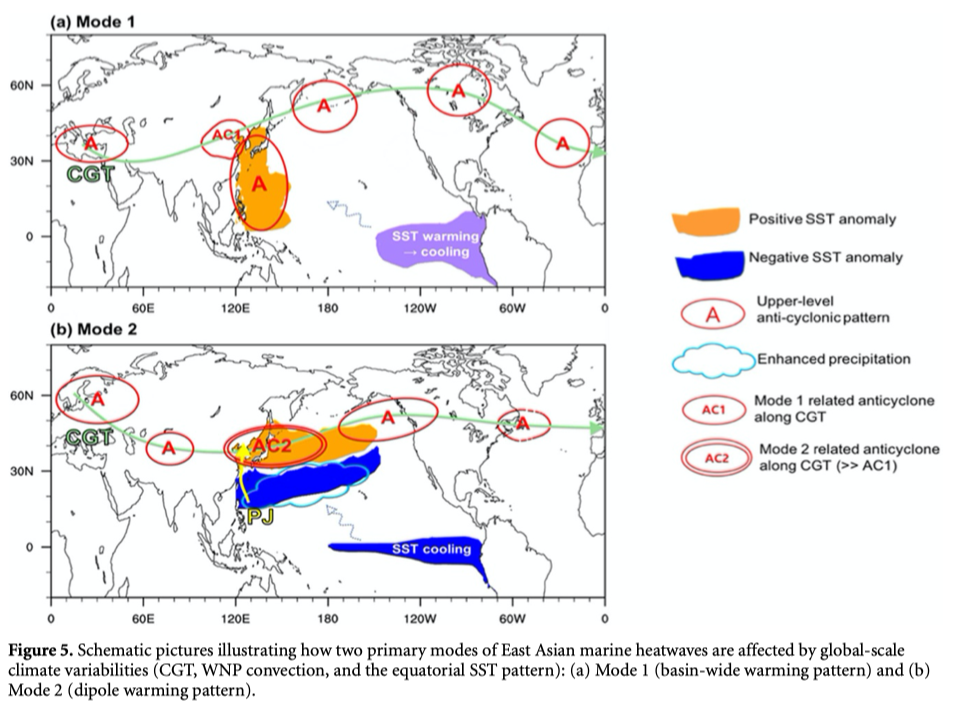 (a) Mode 1
60N
30N
0
A
AC1
A
A
A
A
CGT
SST warming
→ cooling
0
60E
120E
180
120W
60W
0
(b) Mode 2
60N
30N
0
A
CGT
A
AC2
A
A
PJ
SST cooling
0
60E
120E
180
120W
60W
0
Positive SST anomaly
Negative SST anomaly
A
Upper-level
anti-cyclonic pattern
Enhanced precipitation
AC1
Mode 1 related anticyclone
along CGT
AC2
Mode 2 related anticyclone
along CGT (>> AC1)
Figure 5. Schematic pictures illustrating how two primary modes of East Asian marine heatwaves are affected by global-scale
climate variabilities (CGT, WNP convection, and the equatorial SST pattern): (a) Mode 1 (basin-wide warming pattern) and (b)
Mode 2 (dipole warming pattern).